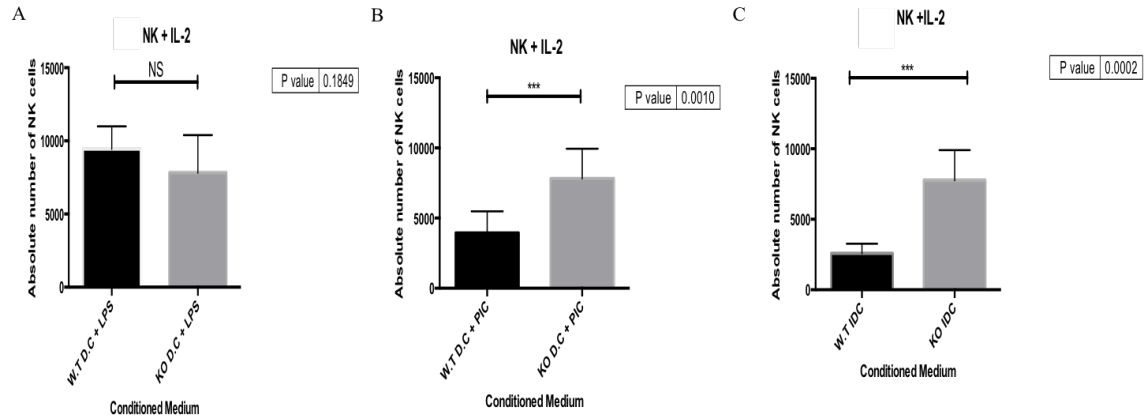 A
NK + IL-2
NS
P value 0.1849
15000
10000
5000
0
Absolute number of NK cells
W.T D.C + LPS
KO D.C + LPS
Conditioned Medium
B
NK + IL-2
***
P value 0.0010
15000
10000
5000
0
Absolute number of NK cells
W.T D.C + PIC
KO D.C + PIC
Conditioned Medium
C
NK +IL-2
***
P value 0.0002
15000
10000
5000
0
Absolute number of NK cells
W.T IDC
KO IDC
Conditioned Medium